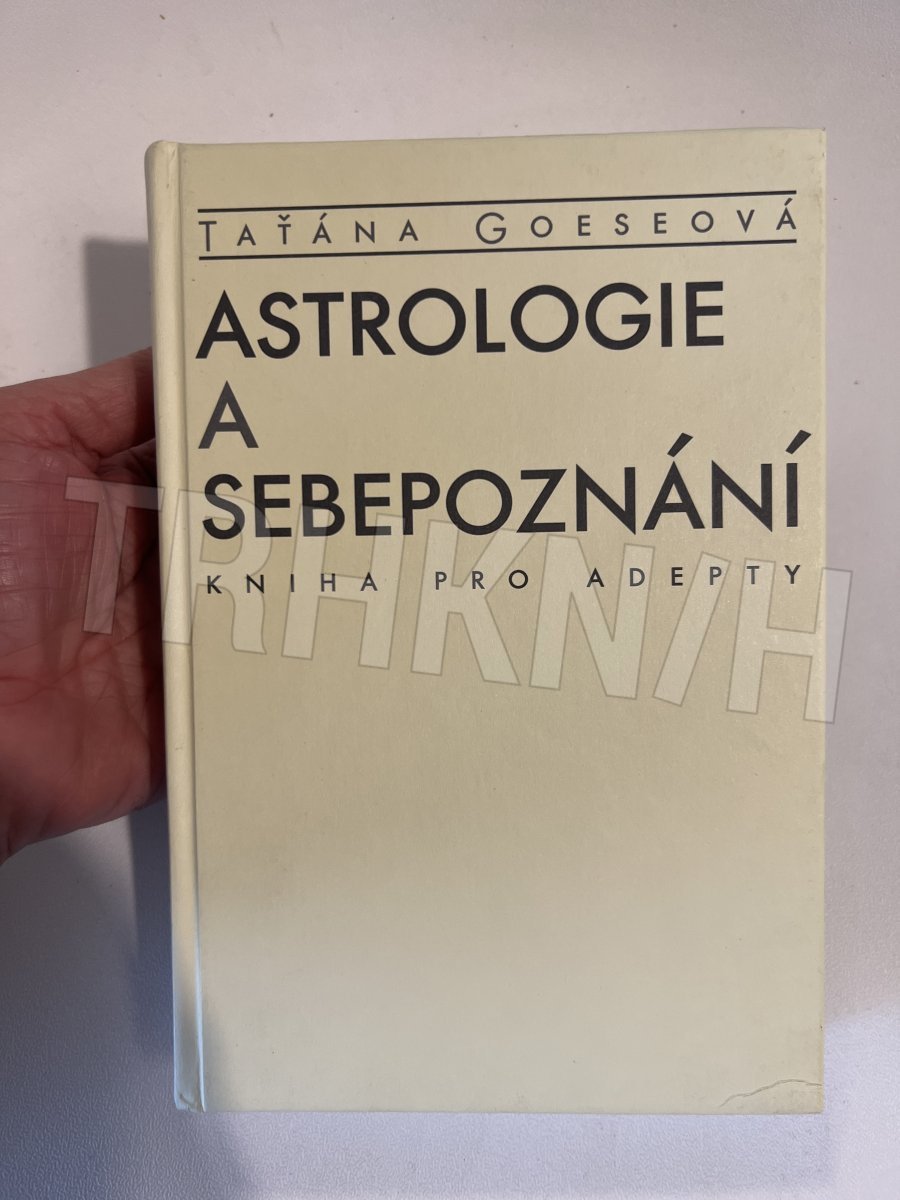 TAŤÁNA GOESEOVÁ
ASTROLOGIE
A
SEBEPOZNÁNÍ
KNIHA PRO ADEPTY
TRHKNIH